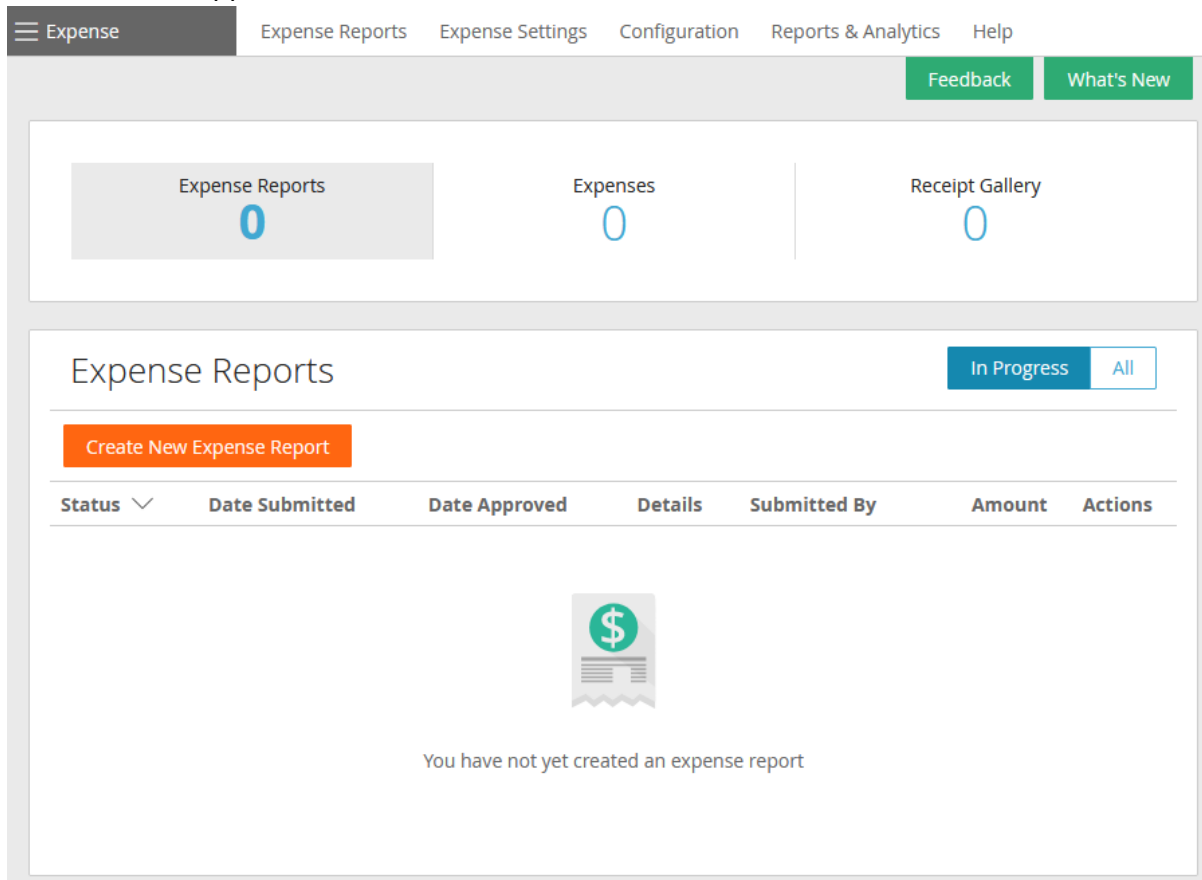 Expense Expense Reports Expense Settings Configuration Reports & Analytics Help
Feedback What's New
Expense Reports Expenses Receipt Gallery
0 0 0
Expense Reports In Progress All
Create New Expense Report
Status Date Submitted Date Approved Details Submitted By Amount Actions
$
You have not yet created an expense report